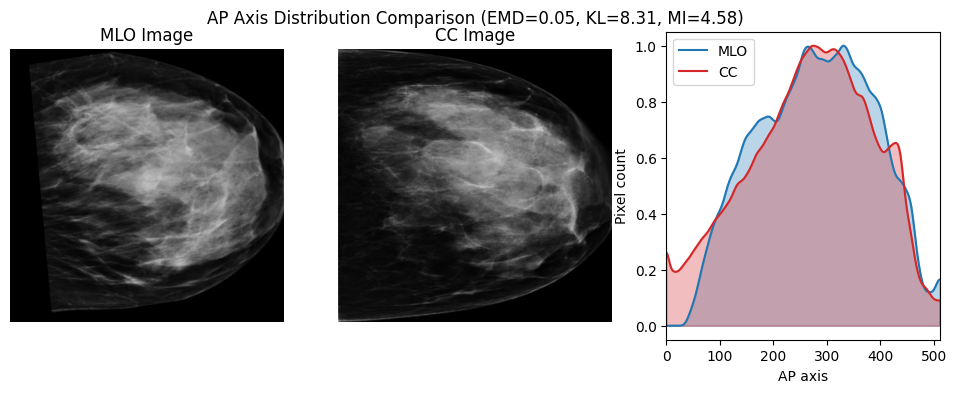 AP Axis Distribution Comparison (EMD=0.05, KL=8.31, MI=4.58)
MLO Image
CC Image
MLO
CC
Pixel count
1.0
0.8
0.6
0.4
0.2
0.0
0 100 200 300 400 500
AP axis